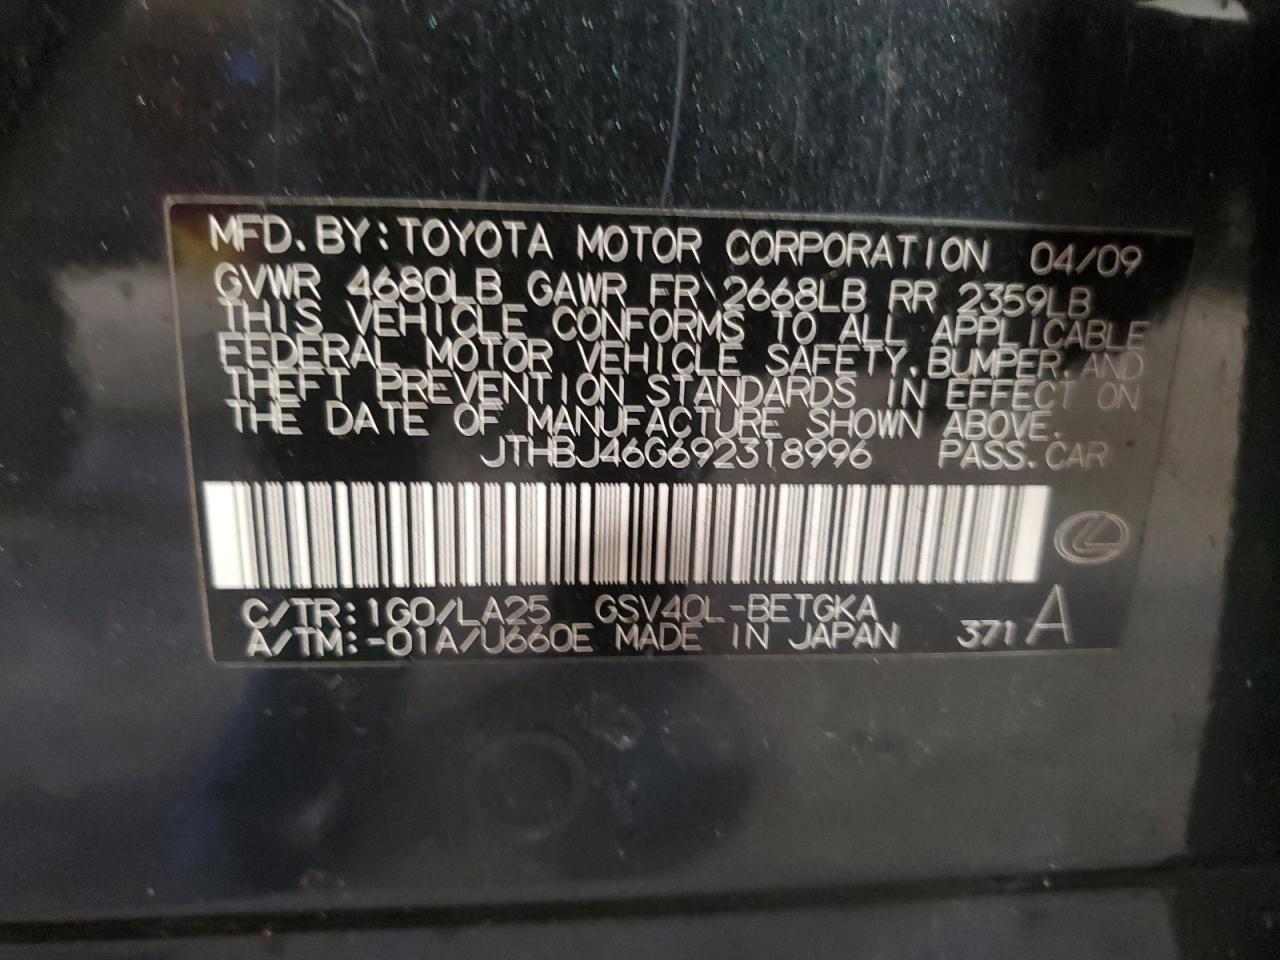 MFD. BY: TOYOTA MOTOR CORPORATION 04/09
GVWR 4680LB GAWR FR 2668LB RR 2359LB
THIS VEHICLE CONFORMS TO ALL APPLICABLE
FEDERAL MOTOR VEHICLE SAFETY, BUMPER, AND
THEFT PREVENTION STANDARDS IN EFFECT ON
THE DATE OF MANUFACTURE SHOWN ABOVE.
JTHBJ46G692318996 PASS. CAR
C/TR: 1G0/LA25 GSV40L-BETGKA
A/TM: -01A/U660E MADE IN JAPAN 371 A